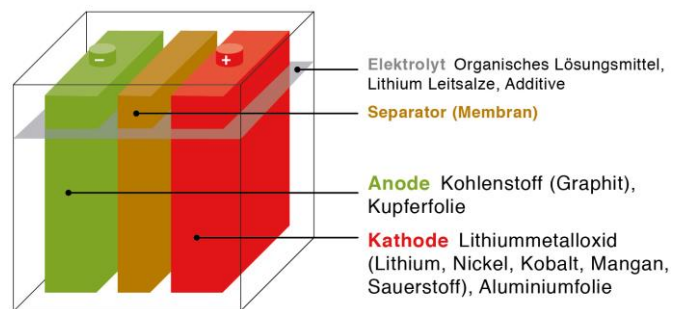 −
+
Elektrolyt Organisches Lösungsmittel,
Lithium Leitsalze, Additive
Separator (Membran)
Anode Kohlenstoff (Graphit),
Kupferfolie
Kathode Lithiummetalloxid
(Lithium, Nickel, Kobalt, Mangan,
Sauerstoff), Aluminiumfolie